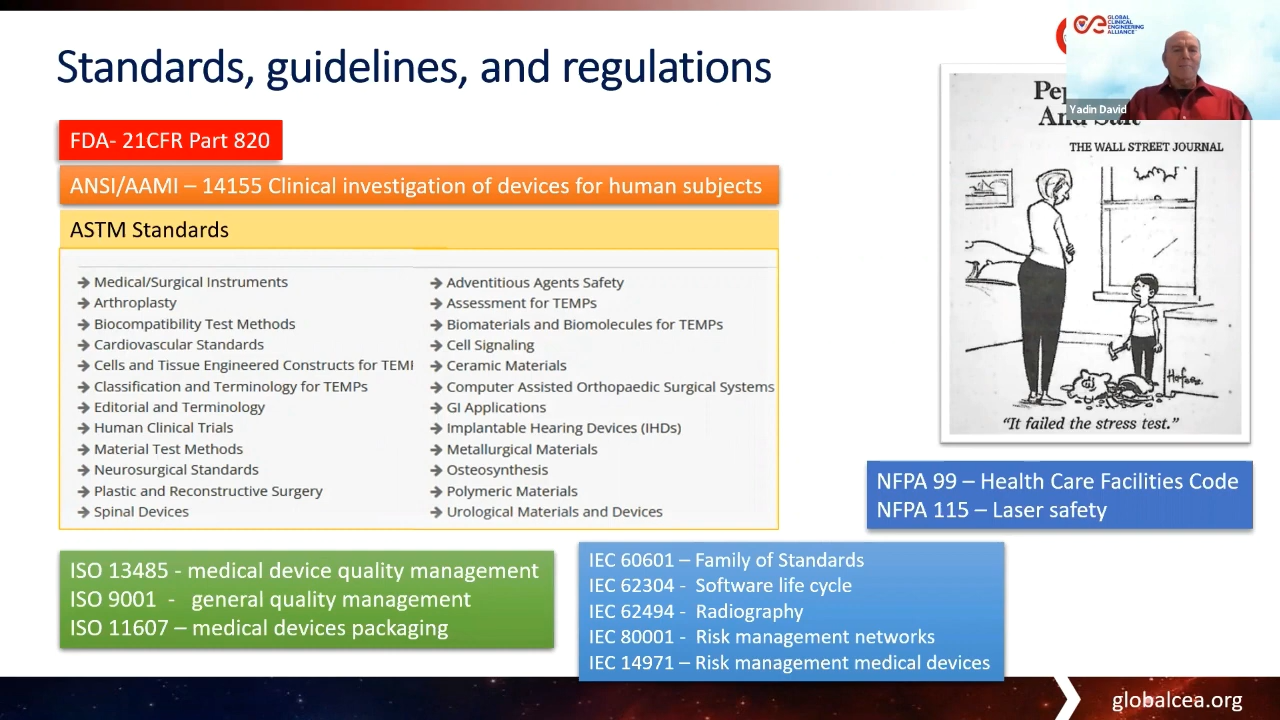 Standards, guidelines, and regulations
GLOBAL
CLINICAL
ENGINEERING
ALLIANCE
Yadin David
FDA- 21CFR Part 820
ANSI/AAMI – 14155 Clinical investigation of devices for human subjects
ASTM Standards
Medical/Surgical Instruments
Arthroplasty
Biocompatibility Test Methods
Cardiovascular Standards
Cells and Tissue Engineered Constructs for TEMP
Classification and Terminology for TEMPs
Editorial and Terminology
Human Clinical Trials
Material Test Methods
Neurosurgical Standards
Plastic and Reconstructive Surgery
Spinal Devices
Adventitious Agents Safety
Assessment for TEMPs
Biomaterials and Biomolecules for TEMPs
Cell Signaling
Ceramic Materials
Computer Assisted Orthopaedic Surgical Systems
GI Applications
Implantable Hearing Devices (IHDs)
Metallurgical Materials
Osteosynthesis
Polymeric Materials
Urological Materials and Devices
And Salt
THE WALL STREET JOURNAL
"It failed the stress test."
NFPA 99 – Health Care Facilities Code
NFPA 115 – Laser safety
ISO 13485 - medical device quality management
ISO 9001 - general quality management
ISO 11607 – medical devices packaging
IEC 60601 – Family of Standards
IEC 62304 - Software life cycle
IEC 62494 - Radiography
IEC 80001 - Risk management networks
IEC 14971 – Risk management medical devices
globalcea.org